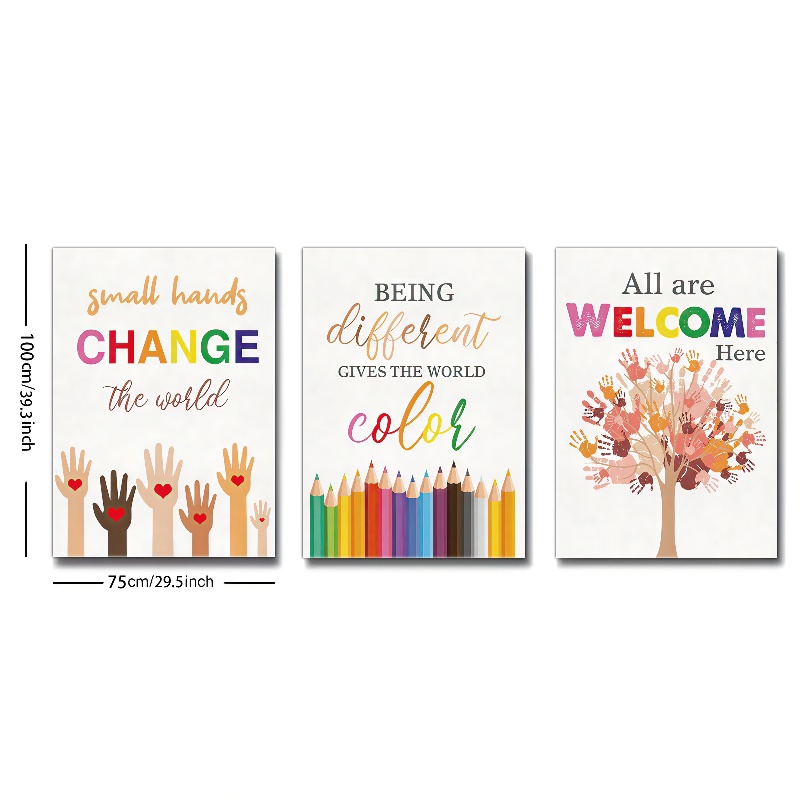 small hands
CHANGE
the world
BEING
different
GIVES THE WORLD
color
All are
WELCOME
Here
100cm/39.3inch
75cm/29.5inch